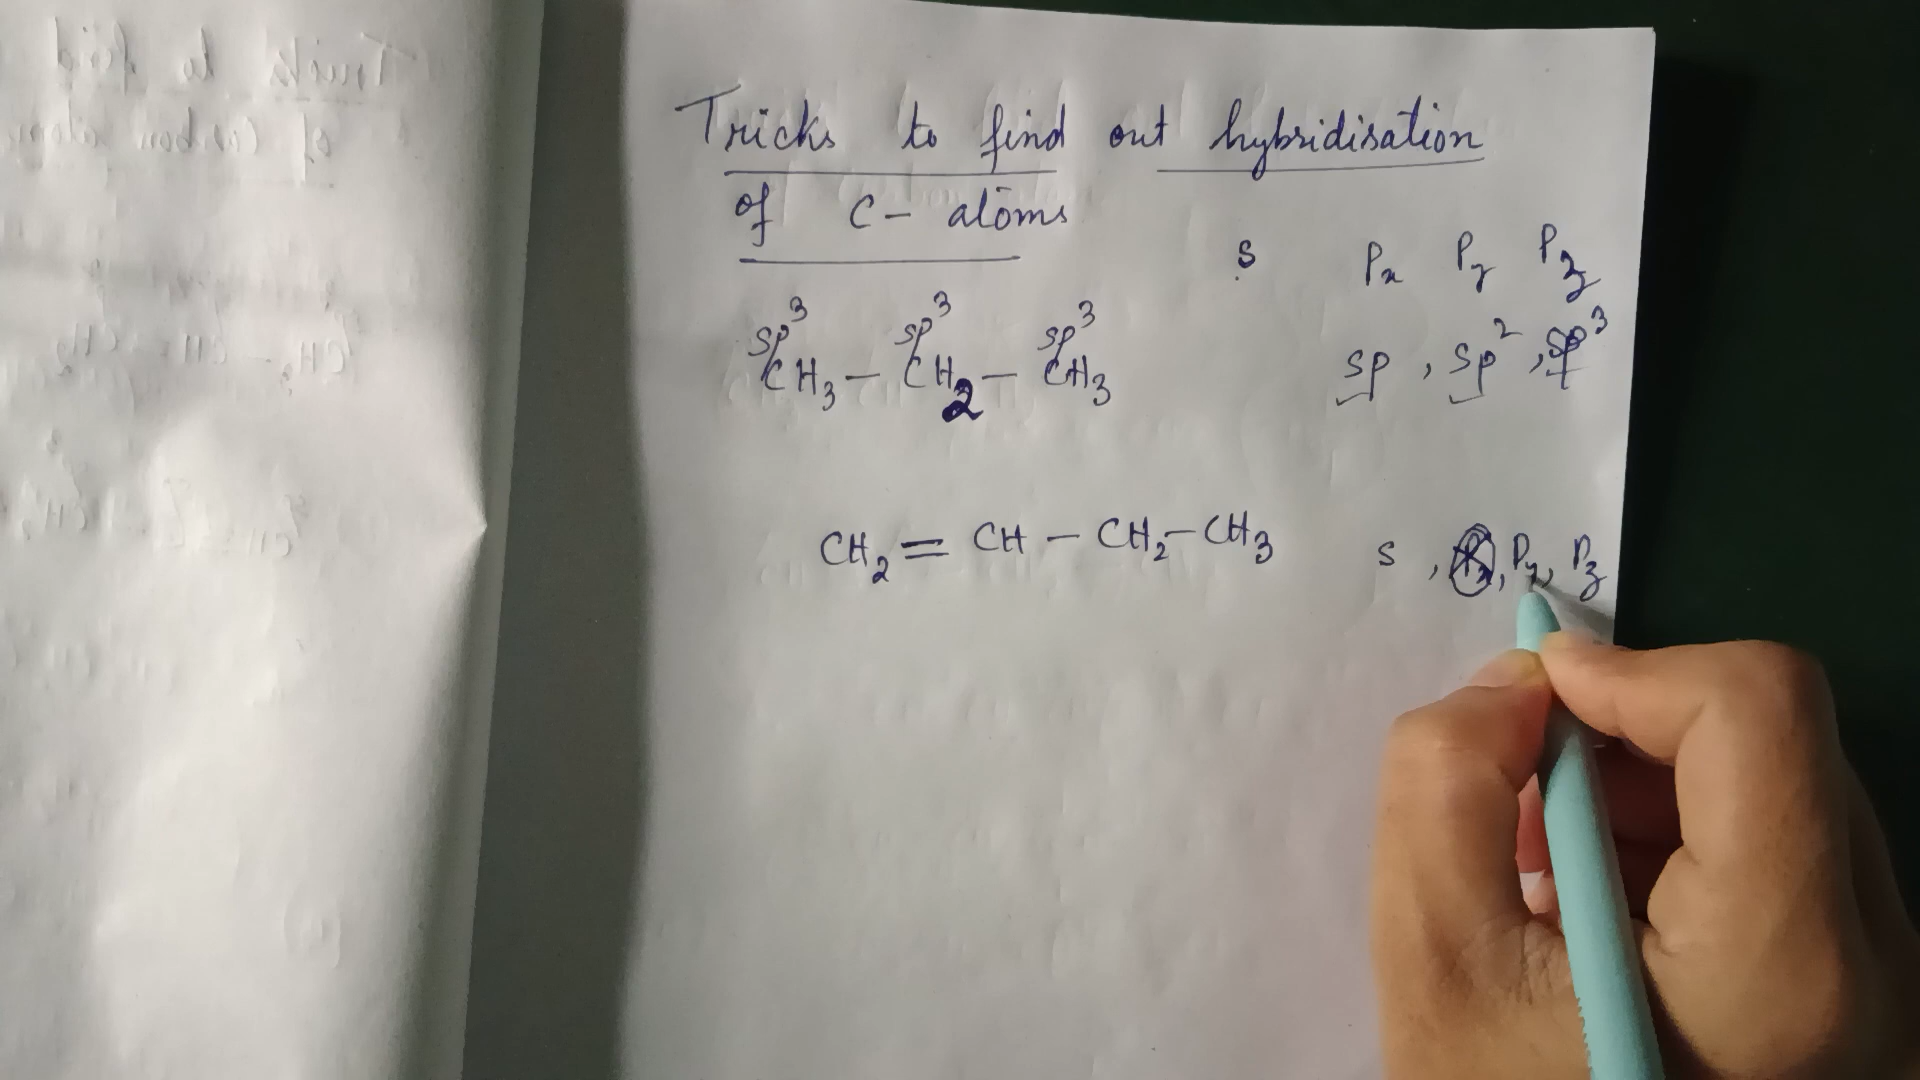 Tricks to find out hybridisation
of C- atoms
S Px Py Pz
sp³ sp³ sp³
CH₃ — CH₂ — CH₃
sp , sp² , sp³
CH₂ = CH — CH₂ — CH₃ s , Px, Py, Pz